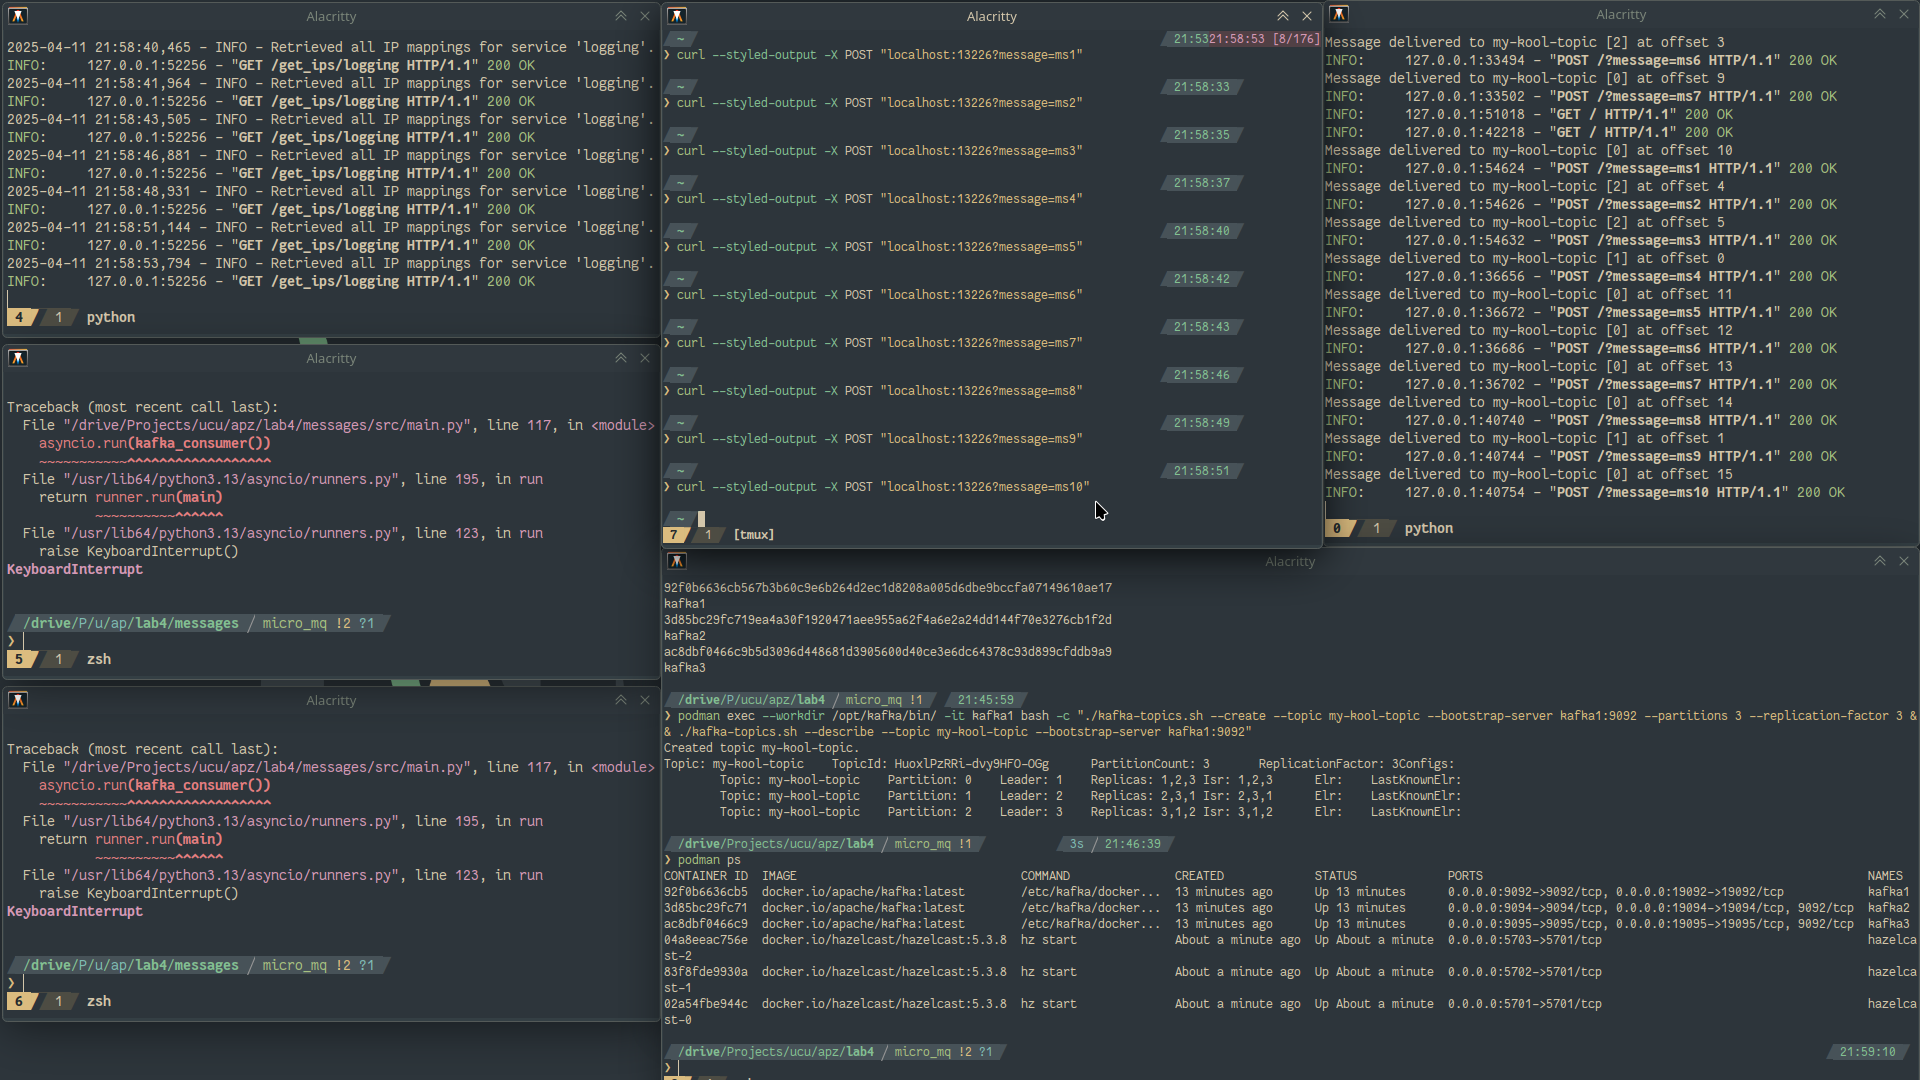 Alacritty
2025-04-11 21:58:40,465 - INFO - Retrieved all IP mappings for service 'logging'.
INFO:     127.0.0.1:52256 - "GET /get_ips/logging HTTP/1.1" 200 OK
2025-04-11 21:58:41,964 - INFO - Retrieved all IP mappings for service 'logging'.
INFO:     127.0.0.1:52256 - "GET /get_ips/logging HTTP/1.1" 200 OK
2025-04-11 21:58:43,505 - INFO - Retrieved all IP mappings for service 'logging'.
INFO:     127.0.0.1:52256 - "GET /get_ips/logging HTTP/1.1" 200 OK
2025-04-11 21:58:46,881 - INFO - Retrieved all IP mappings for service 'logging'.
INFO:     127.0.0.1:52256 - "GET /get_ips/logging HTTP/1.1" 200 OK
2025-04-11 21:58:48,931 - INFO - Retrieved all IP mappings for service 'logging'.
INFO:     127.0.0.1:52256 - "GET /get_ips/logging HTTP/1.1" 200 OK
2025-04-11 21:58:51,144 - INFO - Retrieved all IP mappings for service 'logging'.
INFO:     127.0.0.1:52256 - "GET /get_ips/logging HTTP/1.1" 200 OK
2025-04-11 21:58:53,794 - INFO - Retrieved all IP mappings for service 'logging'.
INFO:     127.0.0.1:52256 - "GET /get_ips/logging HTTP/1.1" 200 OK
4 1 python
Alacritty
Traceback (most recent call last):
  File "/drive/Projects/ucu/apz/lab4/messages/src/main.py", line 117, in <module>
    asyncio.run(kafka_consumer())
    ~~~~~~~~~~~^^^^^^^^^^^^^^^^^^
  File "/usr/lib64/python3.13/asyncio/runners.py", line 195, in run
    return runner.run(main)
           ~~~~~~~~~~^^^^^^
  File "/usr/lib64/python3.13/asyncio/runners.py", line 123, in run
    raise KeyboardInterrupt()
KeyboardInterrupt
/drive/P/u/ap/lab4/messages / micro_mq !2 ?1
❯
5 1 zsh
Alacritty
Traceback (most recent call last):
  File "/drive/Projects/ucu/apz/lab4/messages/src/main.py", line 117, in <module>
    asyncio.run(kafka_consumer())
    ~~~~~~~~~~~^^^^^^^^^^^^^^^^^^
  File "/usr/lib64/python3.13/asyncio/runners.py", line 195, in run
    return runner.run(main)
           ~~~~~~~~~~^^^^^^
  File "/usr/lib64/python3.13/asyncio/runners.py", line 123, in run
    raise KeyboardInterrupt()
KeyboardInterrupt
/drive/P/u/ap/lab4/messages / micro_mq !2 ?1
❯
6 1 zsh
Alacritty
~ 21:5321:58:53 [8/176]
❯ curl --styled-output -X POST "localhost:13226?message=ms1"
~ 21:58:33
❯ curl --styled-output -X POST "localhost:13226?message=ms2"
~ 21:58:35
❯ curl --styled-output -X POST "localhost:13226?message=ms3"
~ 21:58:37
❯ curl --styled-output -X POST "localhost:13226?message=ms4"
~ 21:58:40
❯ curl --styled-output -X POST "localhost:13226?message=ms5"
~ 21:58:42
❯ curl --styled-output -X POST "localhost:13226?message=ms6"
~ 21:58:43
❯ curl --styled-output -X POST "localhost:13226?message=ms7"
~ 21:58:46
❯ curl --styled-output -X POST "localhost:13226?message=ms8"
~ 21:58:49
❯ curl --styled-output -X POST "localhost:13226?message=ms9"
~ 21:58:51
❯ curl --styled-output -X POST "localhost:13226?message=ms10"
~
7 1 [tmux]
Alacritty
Message delivered to my-kool-topic [2] at offset 3
INFO:     127.0.0.1:33494 - "POST /?message=ms6 HTTP/1.1" 200 OK
Message delivered to my-kool-topic [0] at offset 9
INFO:     127.0.0.1:33502 - "POST /?message=ms7 HTTP/1.1" 200 OK
INFO:     127.0.0.1:51018 - "GET / HTTP/1.1" 200 OK
INFO:     127.0.0.1:42218 - "GET / HTTP/1.1" 200 OK
Message delivered to my-kool-topic [0] at offset 10
INFO:     127.0.0.1:54624 - "POST /?message=ms1 HTTP/1.1" 200 OK
Message delivered to my-kool-topic [2] at offset 4
INFO:     127.0.0.1:54626 - "POST /?message=ms2 HTTP/1.1" 200 OK
Message delivered to my-kool-topic [2] at offset 5
INFO:     127.0.0.1:54632 - "POST /?message=ms3 HTTP/1.1" 200 OK
Message delivered to my-kool-topic [1] at offset 0
INFO:     127.0.0.1:36656 - "POST /?message=ms4 HTTP/1.1" 200 OK
Message delivered to my-kool-topic [0] at offset 11
INFO:     127.0.0.1:36672 - "POST /?message=ms5 HTTP/1.1" 200 OK
Message delivered to my-kool-topic [0] at offset 12
INFO:     127.0.0.1:36686 - "POST /?message=ms6 HTTP/1.1" 200 OK
Message delivered to my-kool-topic [0] at offset 13
INFO:     127.0.0.1:36702 - "POST /?message=ms7 HTTP/1.1" 200 OK
Message delivered to my-kool-topic [0] at offset 14
INFO:     127.0.0.1:40740 - "POST /?message=ms8 HTTP/1.1" 200 OK
Message delivered to my-kool-topic [1] at offset 1
INFO:     127.0.0.1:40744 - "POST /?message=ms9 HTTP/1.1" 200 OK
Message delivered to my-kool-topic [0] at offset 15
INFO:     127.0.0.1:40754 - "POST /?message=ms10 HTTP/1.1" 200 OK
0 1 python
Alacritty
92f0b6636cb567b3b60c9e6b264d2ec1d8208a005d6dbe9bccfa07149610ae17
kafka1
3d85bc29fc719ea4a30f1920471aee955a62f4a6e2a24dd144f70e3276cb1f2d
kafka2
ac8dbf0466c9b5d3096d448681d3905600d40ce3e6dc64378c93d899cfddb9a9
kafka3
/drive/P/ucu/apz/lab4 / micro_mq !1 21:45:59
❯ podman exec --workdir /opt/kafka/bin/ -it kafka1 bash -c "./kafka-topics.sh --create --topic my-kool-topic --bootstrap-server kafka1:9092 --partitions 3 --replication-factor 3 &
& ./kafka-topics.sh --describe --topic my-kool-topic --bootstrap-server kafka1:9092"
Created topic my-kool-topic.
Topic: my-kool-topic    TopicId: HuoxlPzRRi-dvy9HFO-OGg      PartitionCount: 3       ReplicationFactor: 3Configs:
        Topic: my-kool-topic    Partition: 0    Leader: 1    Replicas: 1,2,3 Isr: 1,2,3      Elr:    LastKnownElr:
        Topic: my-kool-topic    Partition: 1    Leader: 2    Replicas: 2,3,1 Isr: 2,3,1      Elr:    LastKnownElr:
        Topic: my-kool-topic    Partition: 2    Leader: 3    Replicas: 3,1,2 Isr: 3,1,2      Elr:    LastKnownElr:
/drive/Projects/ucu/apz/lab4 / micro_mq !1 3s / 21:46:39
❯ podman ps
CONTAINER ID  IMAGE  COMMAND  CREATED  STATUS  PORTS  NAMES
92f0b6636cb5  docker.io/apache/kafka:latest  /etc/kafka/docker...  13 minutes ago  Up 13 minutes  0.0.0.0:9092->9092/tcp, 0.0.0.0:19092->19092/tcp  kafka1
3d85bc29fc71  docker.io/apache/kafka:latest  /etc/kafka/docker...  13 minutes ago  Up 13 minutes  0.0.0.0:9094->9094/tcp, 0.0.0.0:19094->19094/tcp, 9092/tcp  kafka2
ac8dbf0466c9  docker.io/apache/kafka:latest  /etc/kafka/docker...  13 minutes ago  Up 13 minutes  0.0.0.0:9095->9095/tcp, 0.0.0.0:19095->19095/tcp, 9092/tcp  kafka3
04a8eeac756e  docker.io/hazelcast/hazelcast:5.3.8  hz start  About a minute ago  Up About a minute  0.0.0.0:5703->5701/tcp  hazelca
st-2
83f8fde9930a  docker.io/hazelcast/hazelcast:5.3.8  hz start  About a minute ago  Up About a minute  0.0.0.0:5702->5701/tcp  hazelca
st-1
02a54fbe944c  docker.io/hazelcast/hazelcast:5.3.8  hz start  About a minute ago  Up About a minute  0.0.0.0:5701->5701/tcp  hazelca
st-0
/drive/Projects/ucu/apz/lab4 / micro_mq !2 ?1 21:59:10
❯